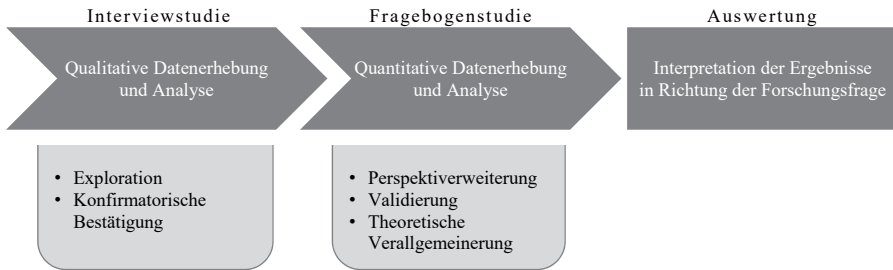 Interviewstudie
Qualitative Datenerhebung
und Analyse
• Exploration
• Konfirmatorische
Bestätigung
Fragebogenstudie
Quantitative Datenerhebung
und Analyse
• Perspektiverweiterung
• Validierung
• Theoretische
Verallgemeinerung
Auswertung
Interpretation der Ergebnisse
in Richtung der Forschungsfrage